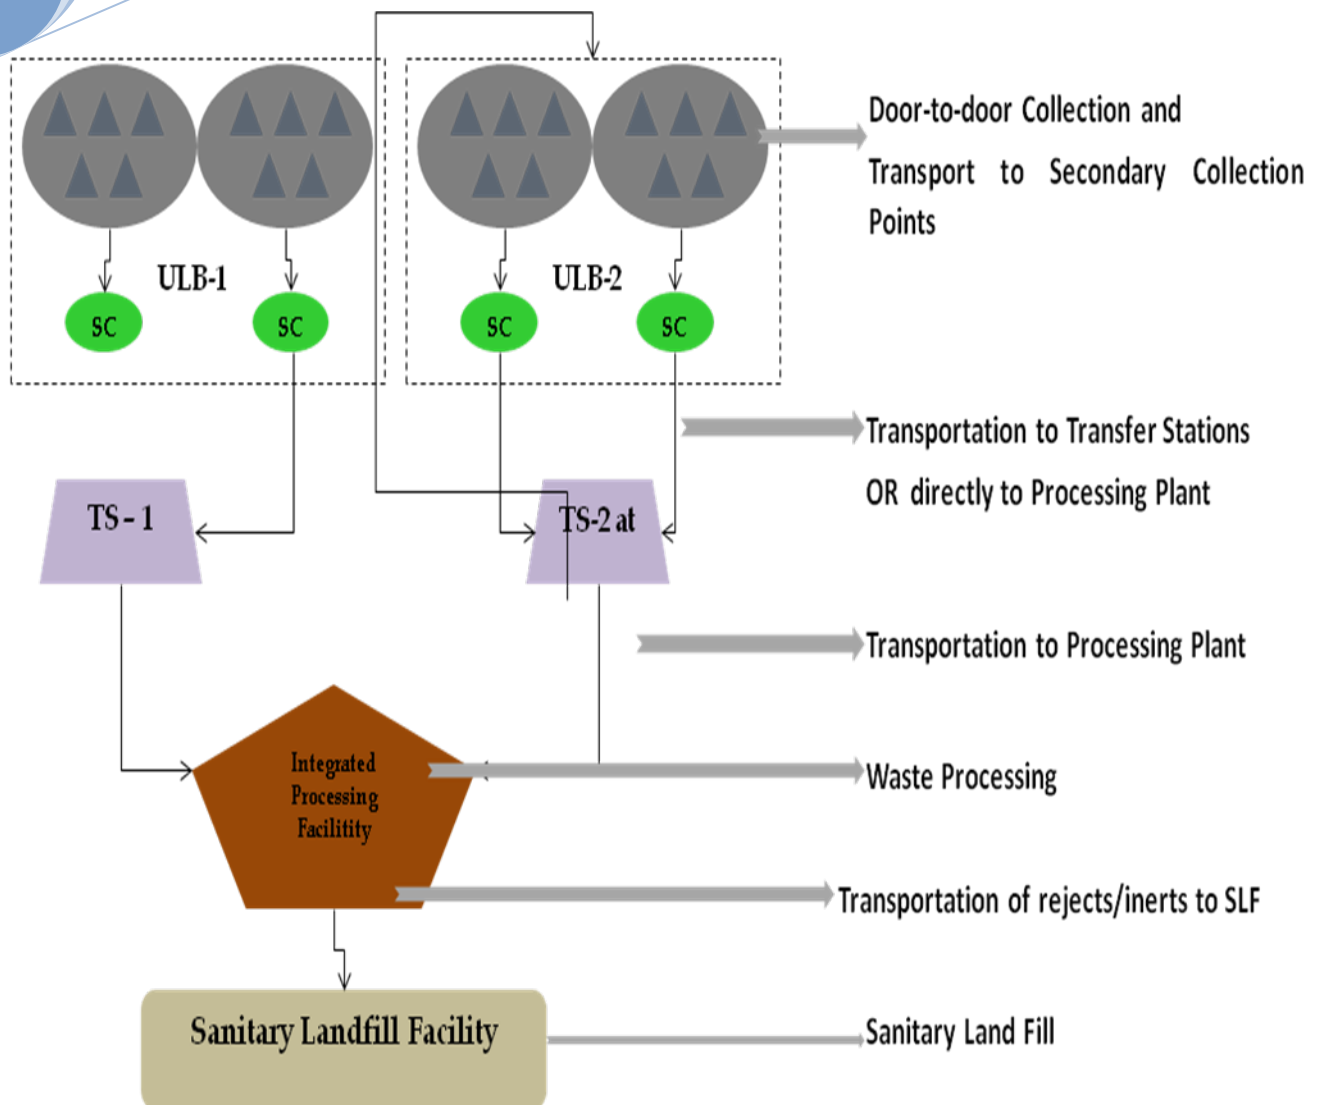 Door-to-door Collection and
Transport to Secondary Collection
Points
ULB-1
ULB-2
SC
SC
SC
SC
Transportation to Transfer Stations
OR directly to Processing Plant
TS – 1
TS-2 at
Transportation to Processing Plant
Integrated
Processing
Facilitity
Waste Processing
Transportation of rejects/inerts to SLF
Sanitary Landfill Facility
Sanitary Land Fill